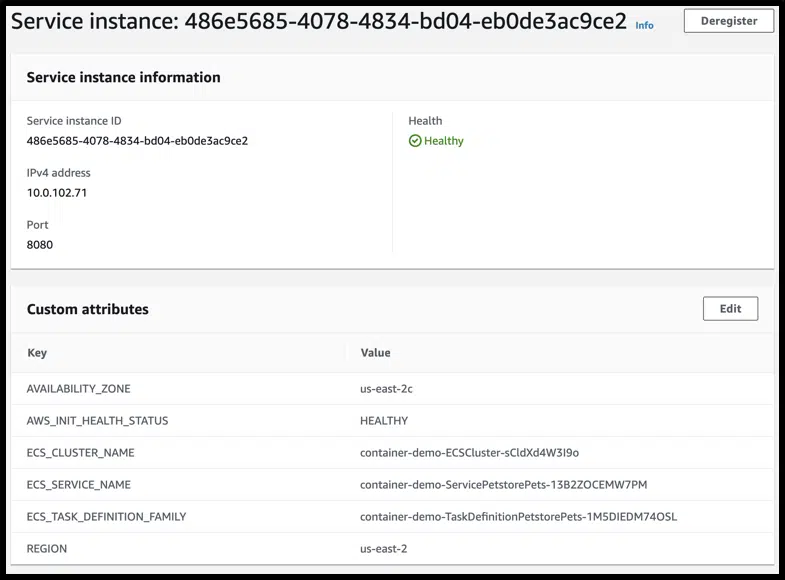 Service instance: 486e5685-4078-4834-bd04-eb0de3ac9ce2 Info Deregister
Service instance information
Service instance ID
486e5685-4078-4834-bd04-eb0de3ac9ce2
IPv4 address
10.0.102.71
Port
8080
Health
Healthy
Custom attributes Edit
Key Value
AVAILABILITY_ZONE us-east-2c
AWS_INIT_HEALTH_STATUS HEALTHY
ECS_CLUSTER_NAME container-demo-ECSCluster-sCldXd4W3I9o
ECS_SERVICE_NAME container-demo-ServicePetstorePets-13B2ZOCEMW7PM
ECS_TASK_DEFINITION_FAMILY container-demo-TaskDefinitionPetstorePets-1M5DIEDM74OSL
REGION us-east-2